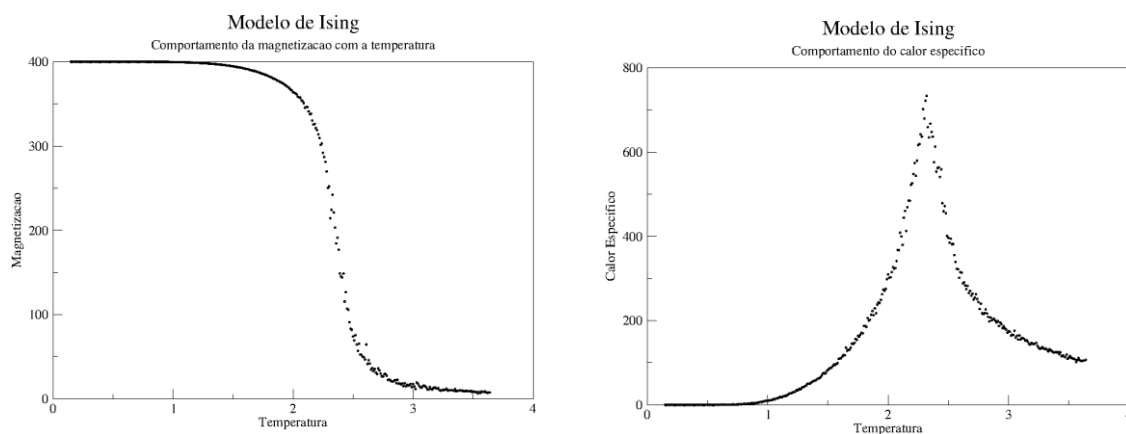 Modelo de Ising
Comportamento da magnetizacao com a temperatura
400
300
200
100
0
Magnetizacao
0 1 2 3 4
Temperatura
Modelo de Ising
Comportamento do calor especifico
800
600
400
200
0
Calor Especifico
0 1 2 3 4
Temperatura